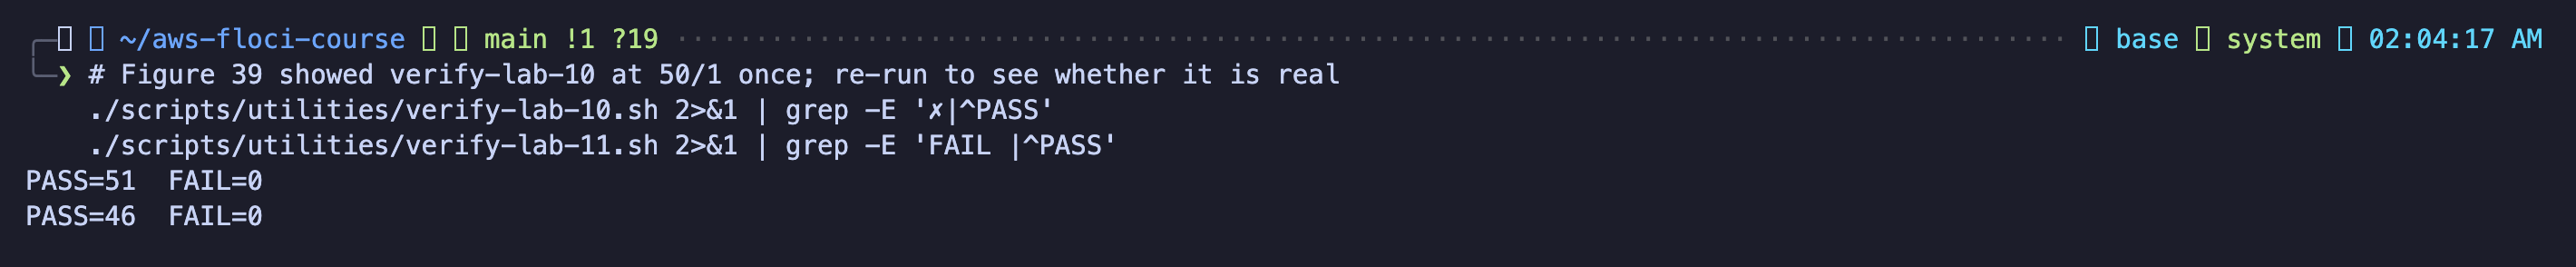 ~/aws-floci-course main !1 ?19 base system 02:04:17 AM
❯ # Figure 39 showed verify-lab-10 at 50/1 once; re-run to see whether it is real
./scripts/utilities/verify-lab-10.sh 2>&1 | grep -E '✗|^PASS'
./scripts/utilities/verify-lab-11.sh 2>&1 | grep -E 'FAIL |^PASS'
PASS=51  FAIL=0
PASS=46  FAIL=0